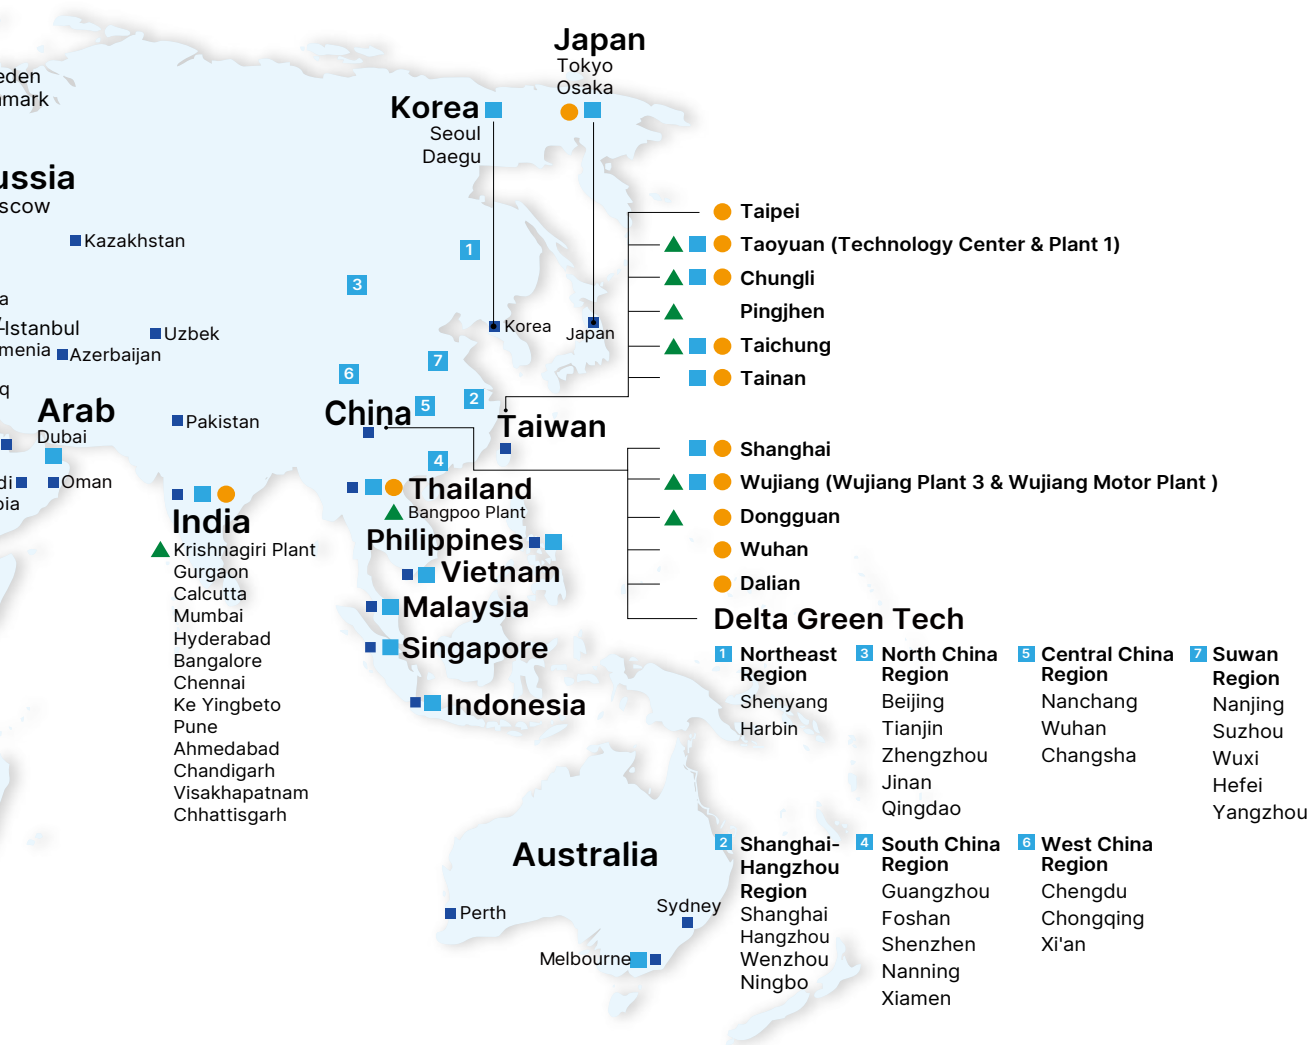 Japan
Tokyo
Osaka
Korea
Seoul
Daegu
eden
mark
ussia
scow
Kazakhstan
a
Istanbul
menia
Azerbaijan
Uzbek
q
Arab
Dubai
di
Oman
bia
Pakistan
1
3
Korea
Japan
7
6
2
5
China
Taiwan
4
Thailand
Bangpoo Plant
Philippines
Vietnam
Malaysia
Singapore
Indonesia
India
Krishnagiri Plant
Gurgaon
Calcutta
Mumbai
Hyderabad
Bangalore
Chennai
Ke Yingbeto
Pune
Ahmedabad
Chandigarh
Visakhapatnam
Chhattisgarh
Australia
Perth
Sydney
Melbourne
Taipei
Taoyuan (Technology Center & Plant 1)
Chungli
Pingjhen
Taichung
Tainan
Shanghai
Wujiang (Wujiang Plant 3 & Wujiang Motor Plant )
Dongguan
Wuhan
Dalian
Delta Green Tech
1 Northeast
Region
Shenyang
Harbin
3 North China
Region
Beijing
Tianjin
Zhengzhou
Jinan
Qingdao
5 Central China
Region
Nanchang
Wuhan
Changsha
7 Suwan
Region
Nanjing
Suzhou
Wuxi
Hefei
Yangzhou
2 Shanghai-
Hangzhou
Region
Shanghai
Hangzhou
Wenzhou
Ningbo
4 South China
Region
Guangzhou
Foshan
Shenzhen
Nanning
Xiamen
6 West China
Region
Chengdu
Chongqing
Xi'an